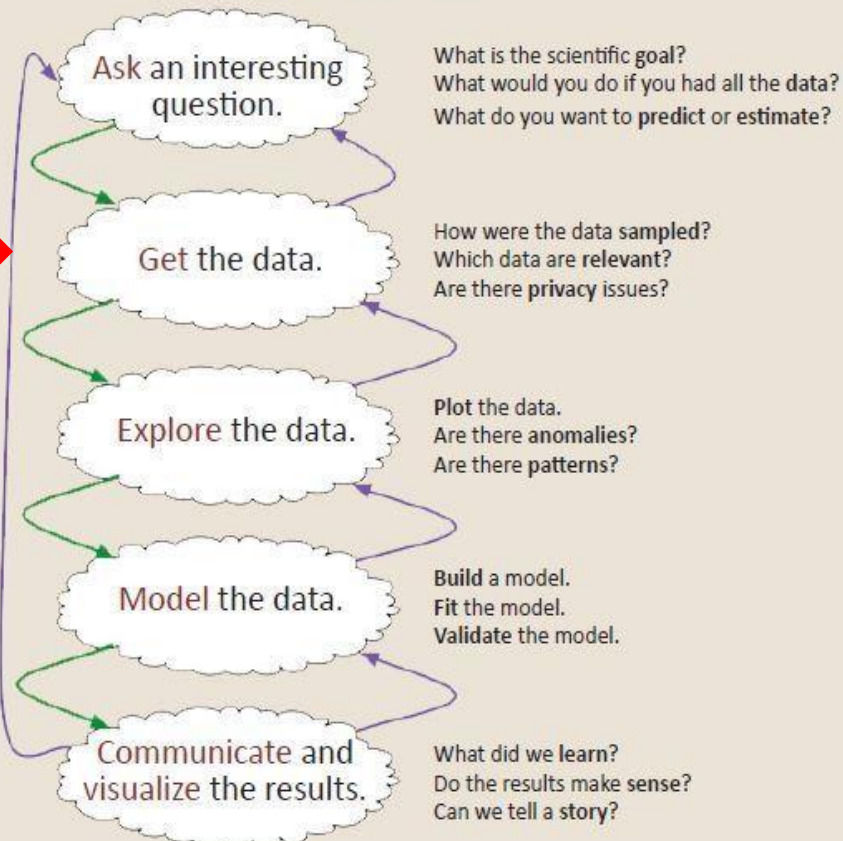 Ask an interesting
question.
What is the scientific goal?
What would you do if you had all the data?
What do you want to predict or estimate?
Get the data.
How were the data sampled?
Which data are relevant?
Are there privacy issues?
Explore the data.
Plot the data.
Are there anomalies?
Are there patterns?
Model the data.
Build a model.
Fit the model.
Validate the model.
Communicate and
visualize the results.
What did we learn?
Do the results make sense?
Can we tell a story?